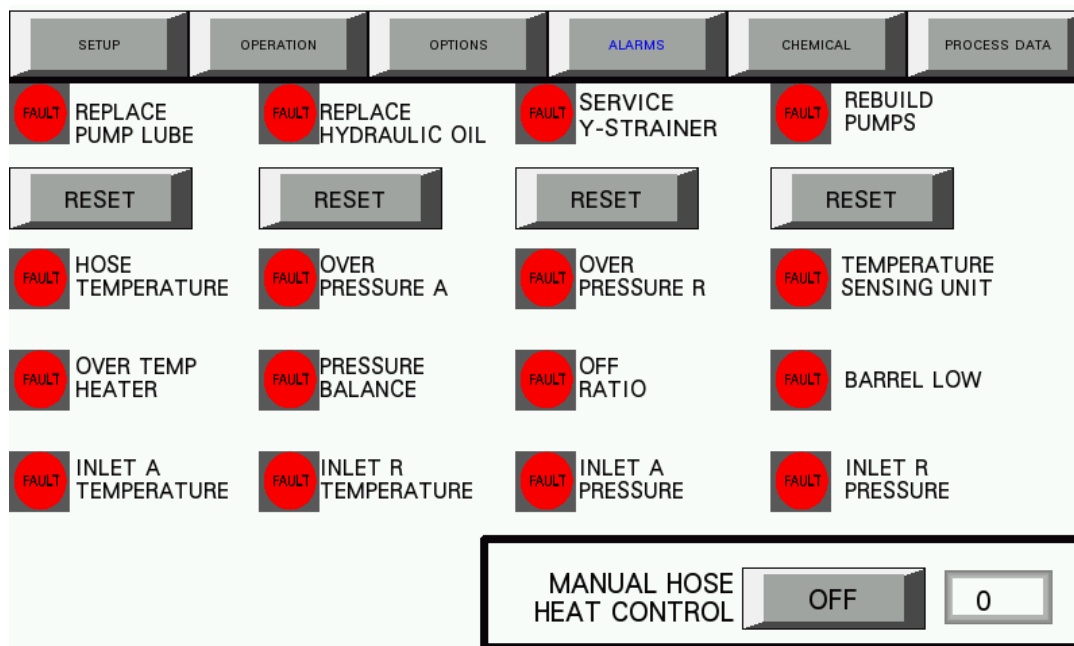 SETUP
OPERATION
OPTIONS
ALARMS
CHEMICAL
PROCESS DATA
FAULT
REPLACE
PUMP LUBE
FAULT
REPLACE
HYDRAULIC OIL
FAULT
SERVICE
Y-STRAINER
FAULT
REBUILD
PUMPS
RESET
RESET
RESET
RESET
FAULT
HOSE
TEMPERATURE
FAULT
OVER
PRESSURE A
FAULT
OVER
PRESSURE R
FAULT
TEMPERATURE
SENSING UNIT
FAULT
OVER TEMP
HEATER
FAULT
PRESSURE
BALANCE
FAULT
OFF
RATIO
FAULT
BARREL LOW
FAULT
INLET A
TEMPERATURE
FAULT
INLET R
TEMPERATURE
FAULT
INLET A
PRESSURE
FAULT
INLET R
PRESSURE
MANUAL HOSE
HEAT CONTROL
OFF
0